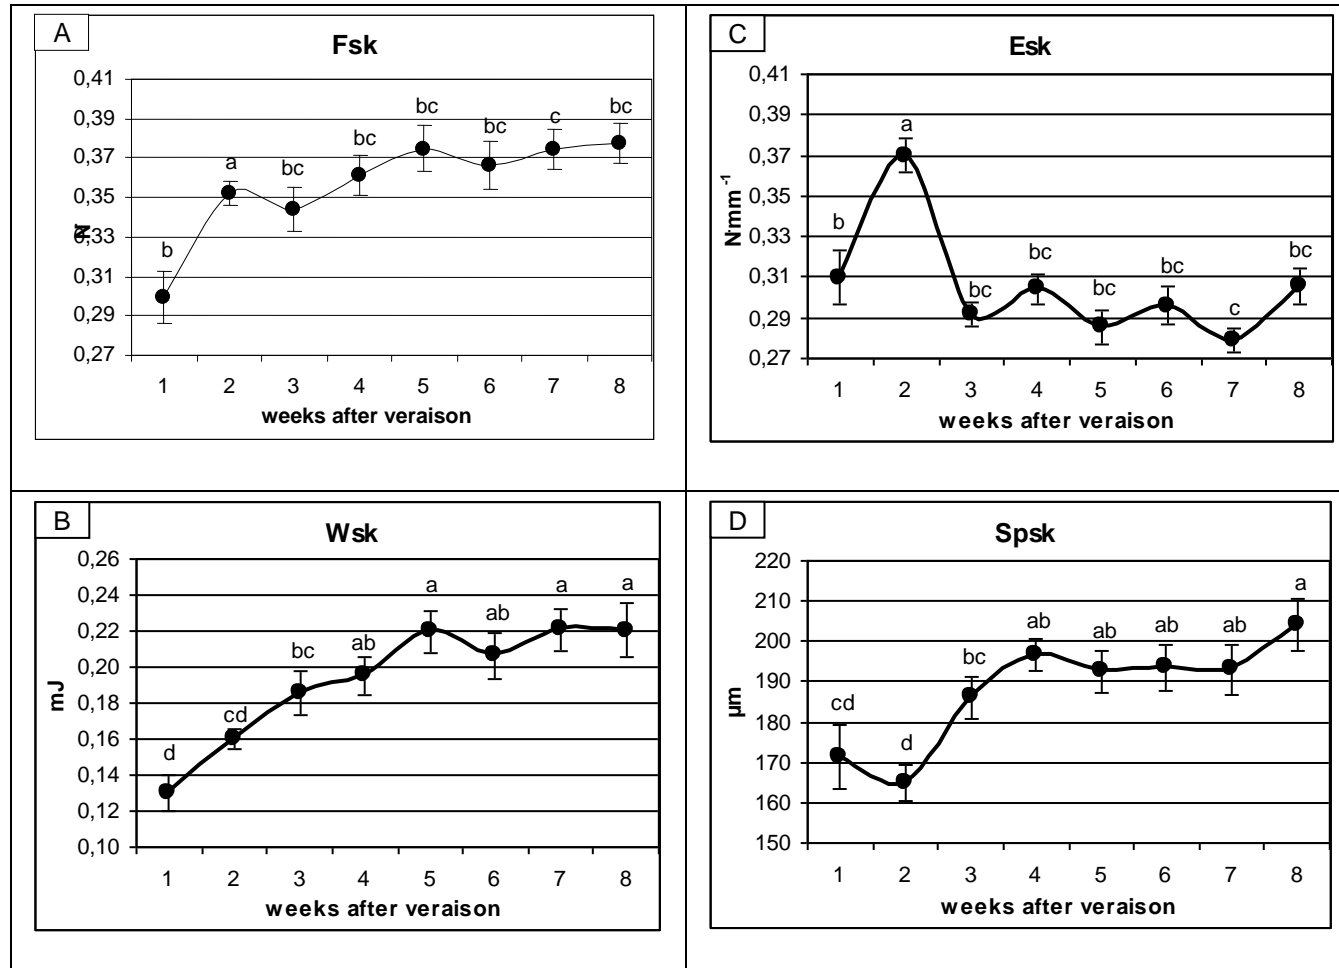 A
Fsk
0,41
0,39
0,37
0,35
0,33
0,31
0,29
0,27
N
b a bc bc bc bc c bc
1 2 3 4 5 6 7 8
weeks after veraison
C
Esk
0,41
0,39
0,37
0,35
0,33
0,31
0,29
0,27
N·mm⁻¹
b a bc bc bc bc c bc
1 2 3 4 5 6 7 8
weeks after veraison
B
Wsk
0,26
0,24
0,22
0,20
0,18
0,16
0,14
0,12
0,10
mJ
d cd bc ab a ab a a
1 2 3 4 5 6 7 8
weeks after veraison
D
Spsk
220
210
200
190
180
170
160
150
µm
cd d bc ab ab ab ab a
1 2 3 4 5 6 7 8
weeks after veraison